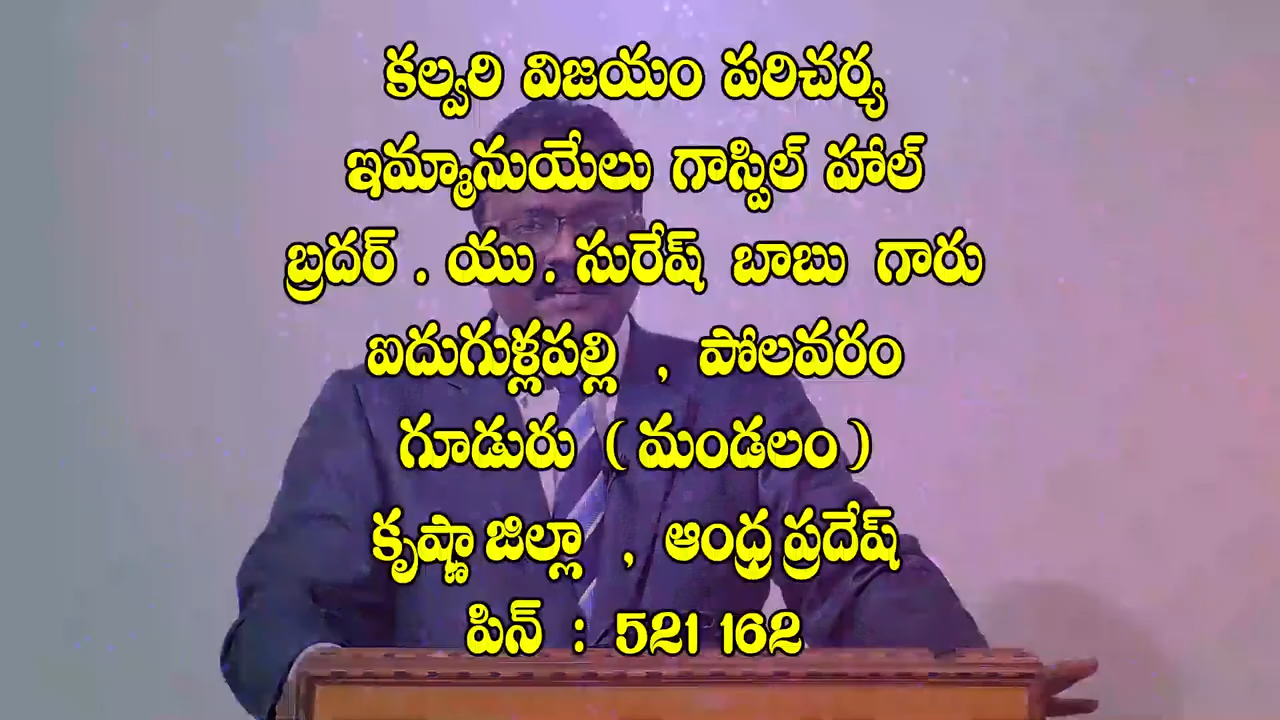 కల్వరి విజయం పరిచర్య
ఇమ్మానుయేలు గాస్పిల్ హాల్
బ్రదర్ . యు . సురేష్ బాబు గారు
ఐదుగుళ్లపల్లి , పోలవరం
గూడురు ( మండలం )
కృష్ణా జిల్లా , ఆంధ్ర ప్రదేష్
పిన్ : 521 162